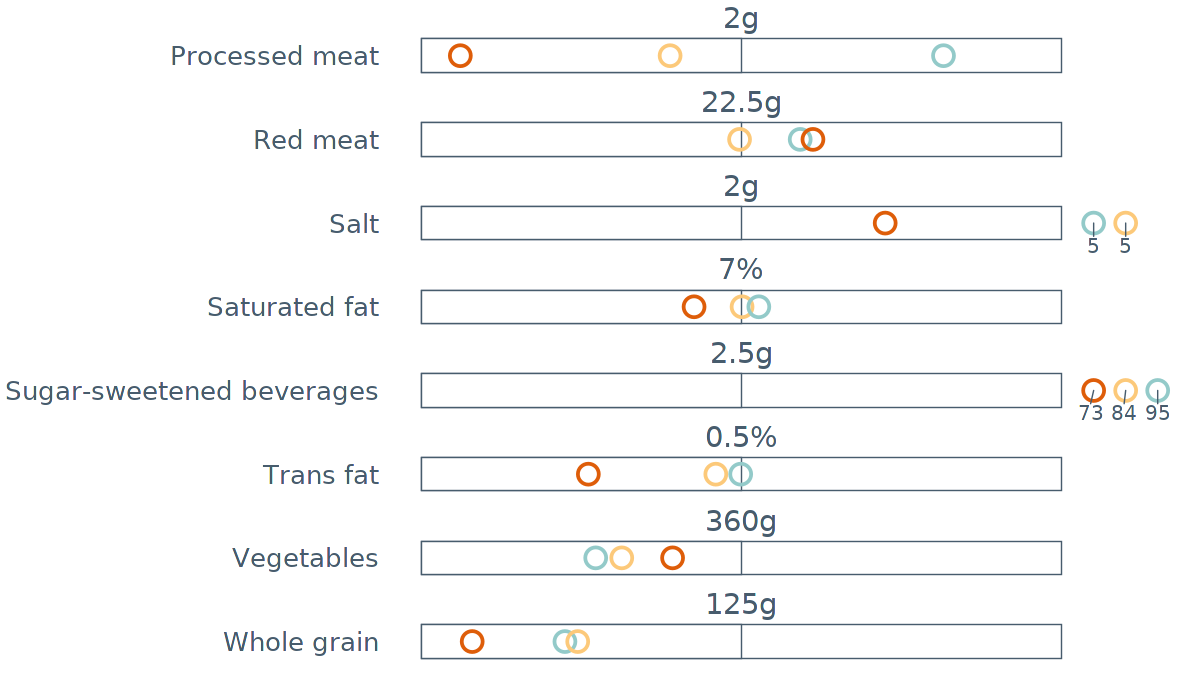 2g
Processed meat
22.5g
Red meat
2g
Salt
5 5
7%
Saturated fat
2.5g
Sugar-sweetened beverages
73 84 95
0.5%
Trans fat
360g
Vegetables
125g
Whole grain